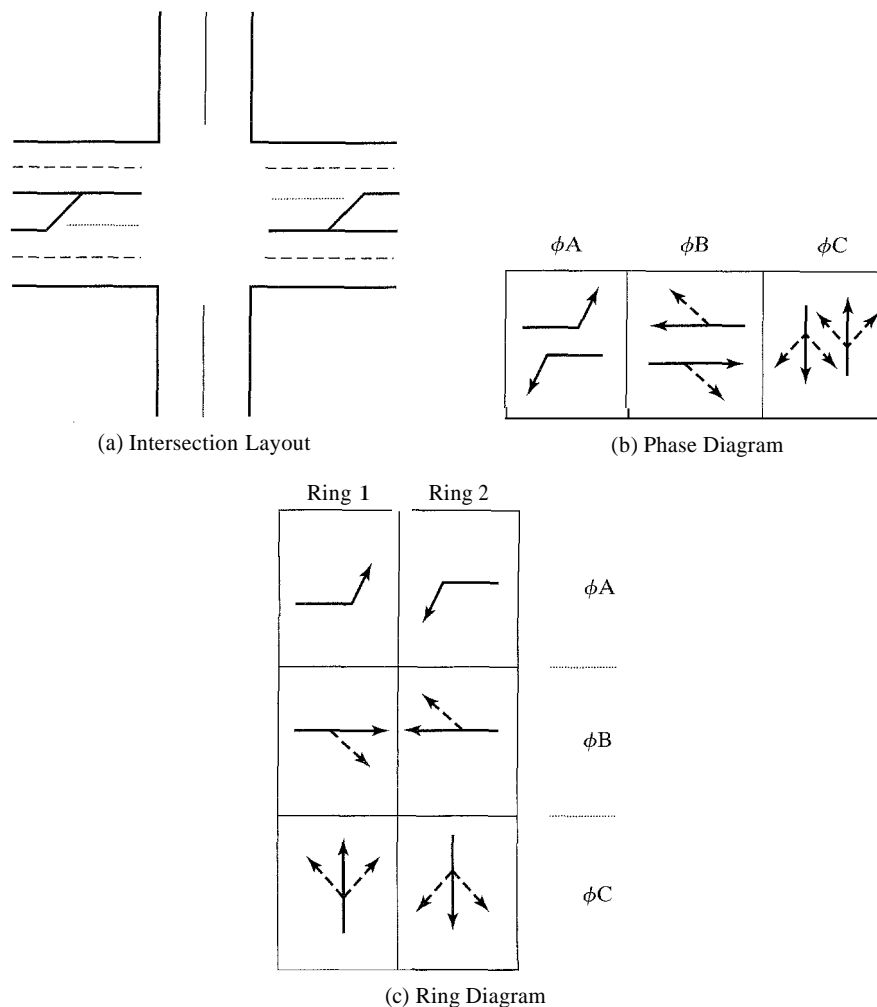 (a) Intersection Layout
ϕA ϕB ϕC
(b) Phase Diagram
Ring 1 Ring 2
ϕA
ϕB
ϕC
(c) Ring Diagram